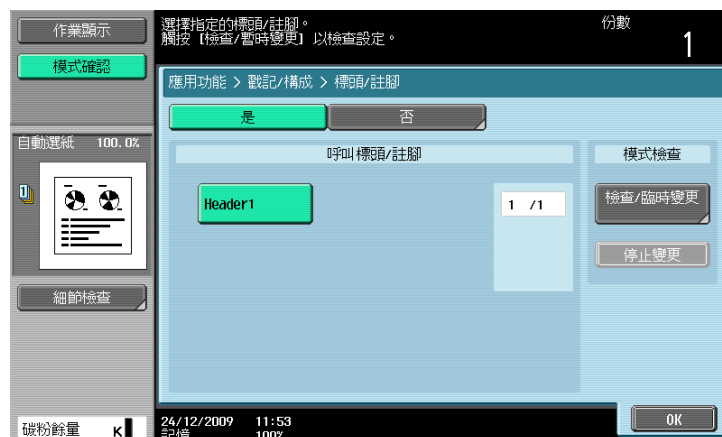 作業顯示
模式確認
選擇指定的標頭/註腳。
觸按【檢查/暫時變更】以檢查設定。
份數
1
應用功能 > 戳記/構成 > 標頭/註腳
是
否
自動選紙 100.0%
呼叫標頭/註腳
模式檢查
Header1
1 /1
檢查/臨時變更
停止變更
細節檢查
碳粉餘量 K
24/12/2009 11:53
記憶 100%
OK